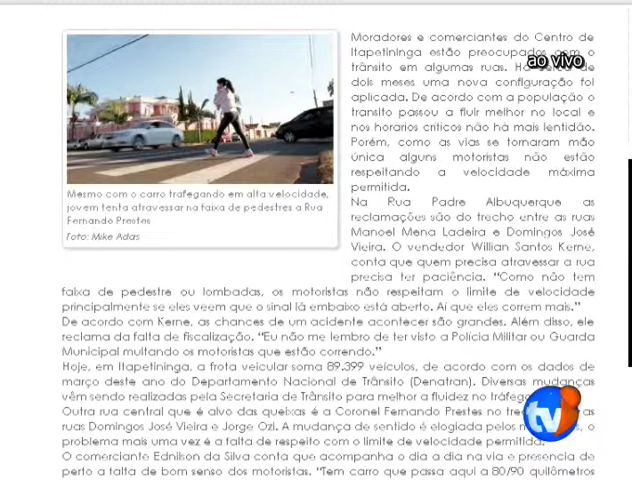 Moradores e comerciantes do Centro de
Itapetininga estão preocupados com o
ao vivo
trânsito em algumas ruas. Há de
dois meses uma nova configuração foi
aplicada. De acordo com a população o
transito passou a fluir melhor no local e
nos horários críticos não há mais lentidão.
Porém, como as vias se tornaram mão
única alguns motoristas não estão
respeitando a velocidade máxima
permitida.
Mesmo com o carro trafegando em alta velocidade,
jovem tenta atravessar na faixa de pedestres a Rua
Fernando Prestes
Foto: Mike Adas
Na Rua Padre Albuquerque as
reclamações são do trecho entre as ruas
Manoel Mena Ladeira e Domingos José
Vieira. O vendedor Willian Santos Kerne,
conta que quem precisa atravessar a rua
precisa ter paciência. “Como não tem
faixa de pedestre ou lombadas, os motoristas não respeitam o limite de velocidade
principalmente se eles veem que o sinal lá embaixo está aberto. Aí que eles correm mais.”
De acordo com Kerne, as chances de um acidente acontecer são grandes. Além disso, ele
reclama da falta de fiscalização. “Eu não me lembro de ter visto a Polícia Militar ou Guarda
Municipal multando os motoristas que estão correndo.”
Hoje, em Itapetininga, a frota veicular soma 89.399 veículos, de acordo com os dados de
março deste ano do Departamento Nacional de Trânsito (Denatran). Diversas mudanças
vêm sendo realizadas pela Secretaria de Trânsito para melhor a fluidez no
Outra rua central que é alvo das queixas é a Coronel Fernando Prestes no as
ruas Domingos José Vieira e Jorge Ozi. A mudança de sentido é elogiada pelos o
problema mais uma vez é a falta de respeito com o limite de velocidade permitida.
O comerciante Ednilson da Silva conta que acompanha o dia a dia na via e presencia de
perto a falta de bom senso dos motoristas. “Tem carro que passa aqui a 80/90 quilômetros
tv